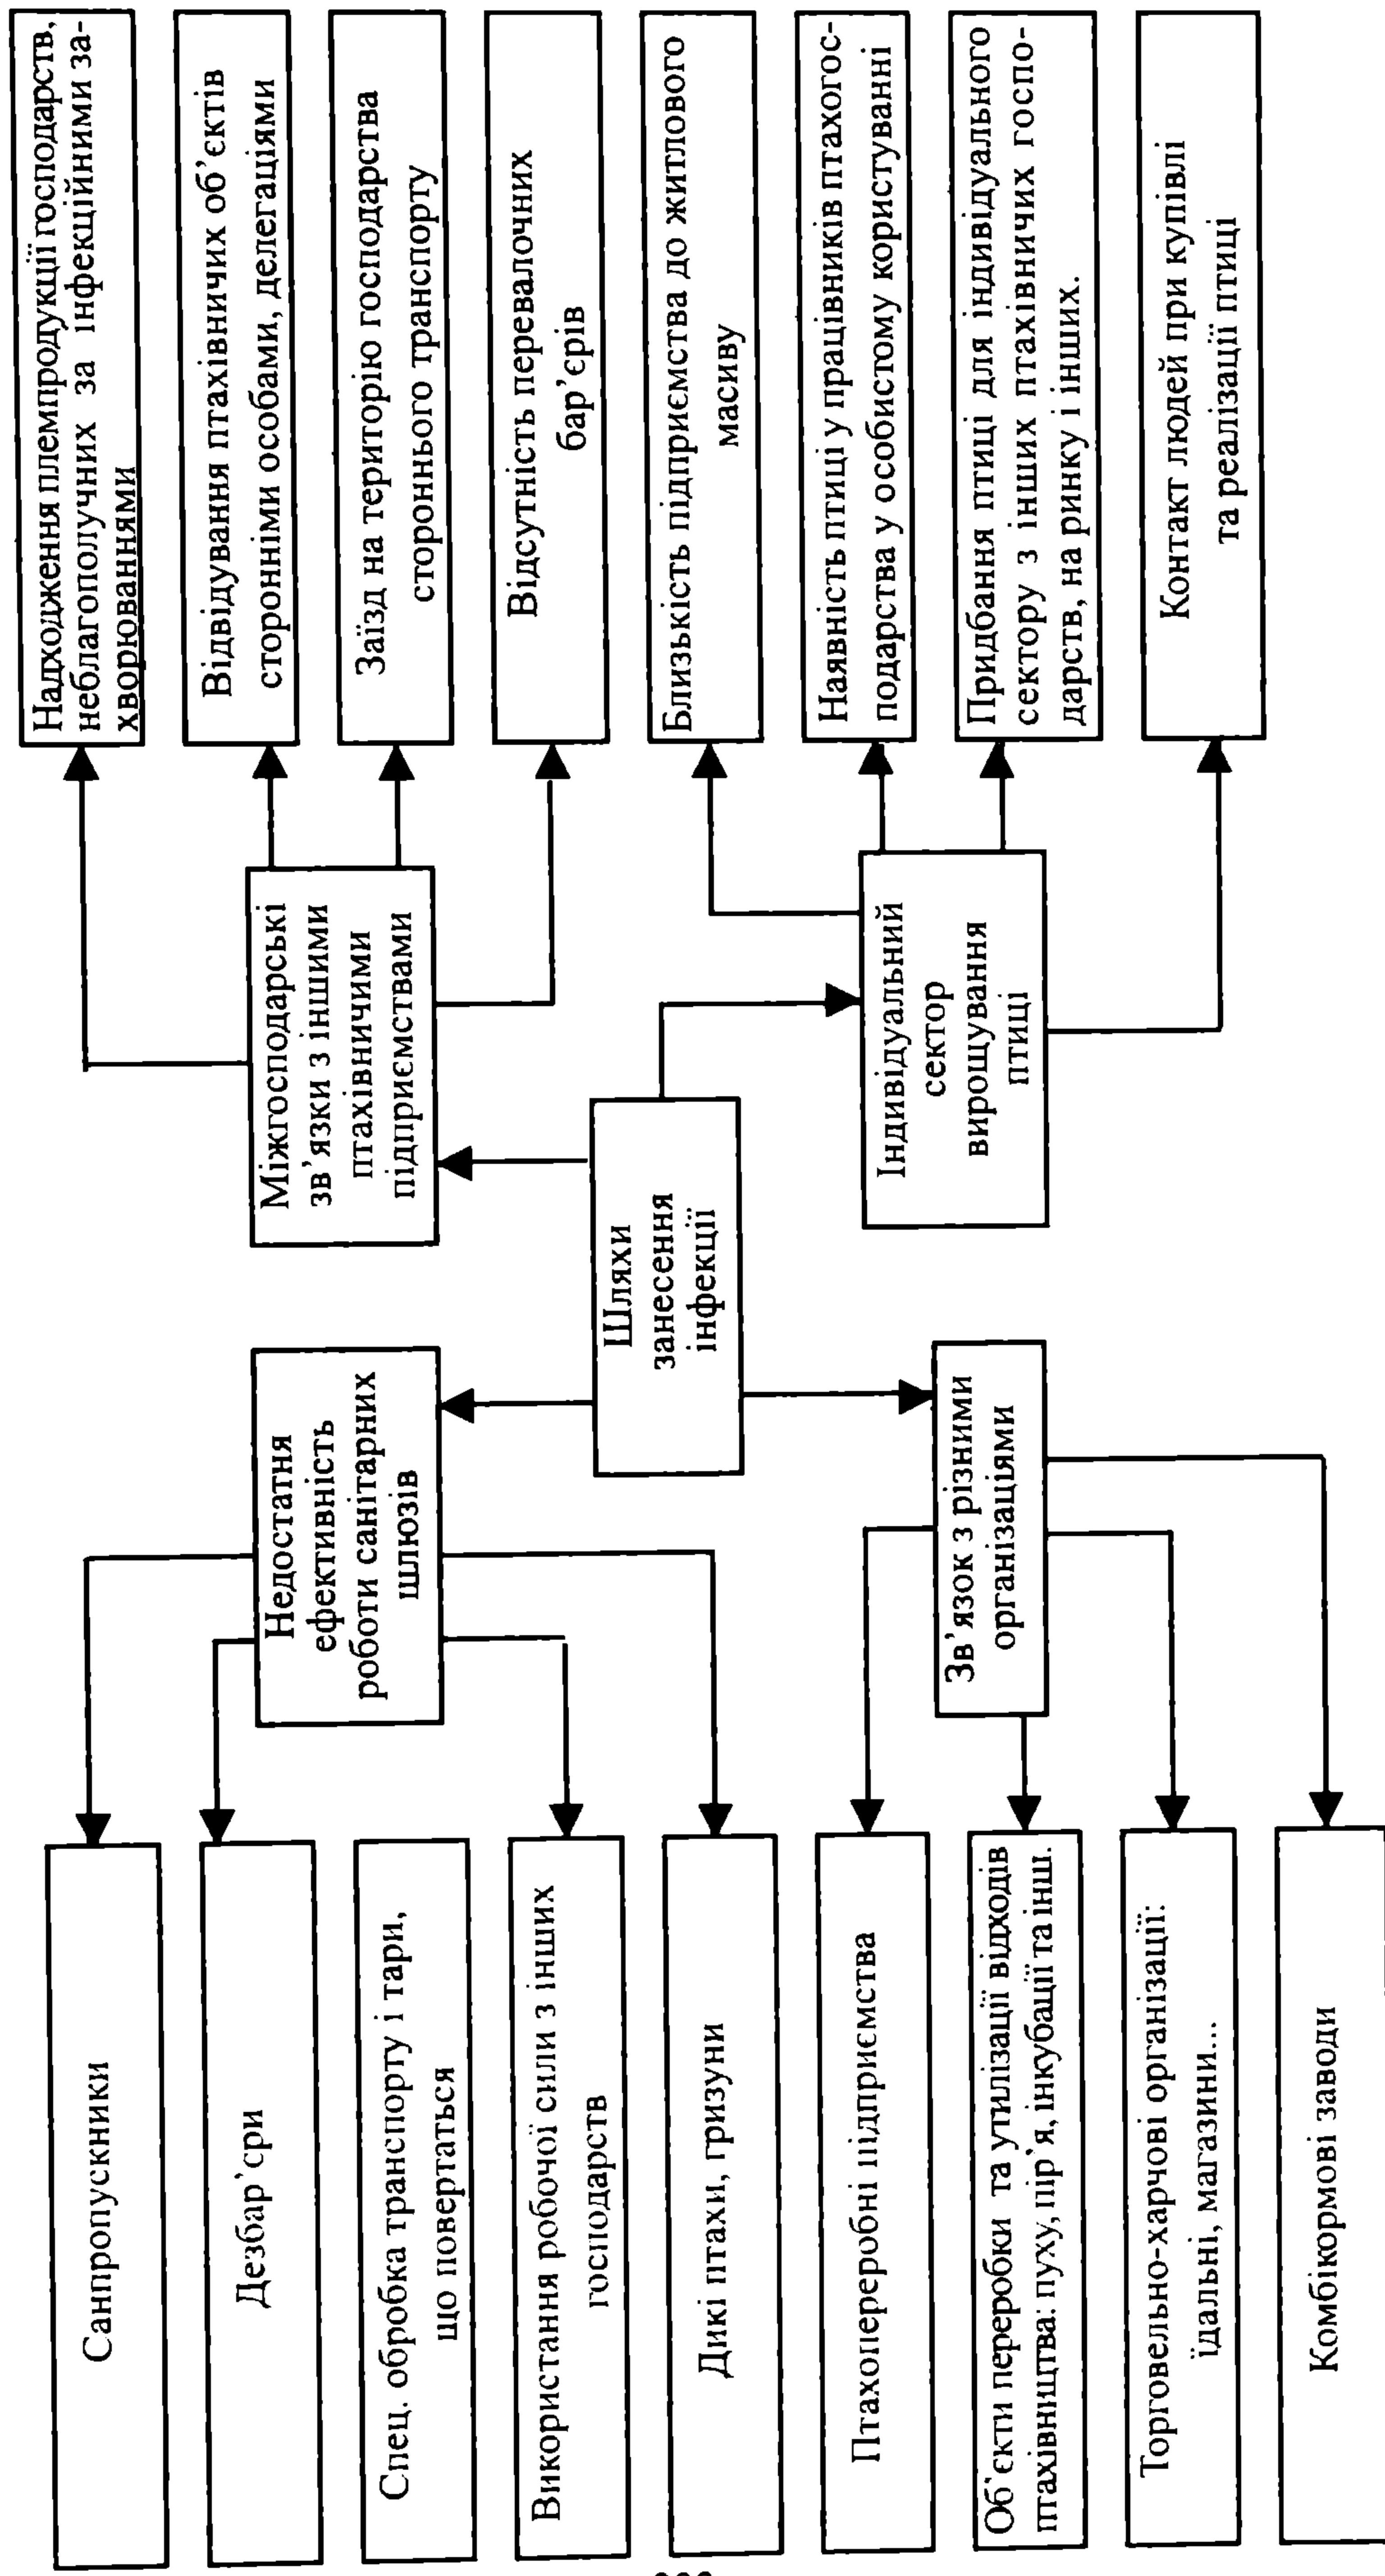 Санпропускники
Дезбар'єри
Спец. обробка транспорту і тари,
що повертаться
Використання робочої сили з інших
господарств
Дикі птахи, гризуни
Птахопереробні підприємства
Об'єкти переробки та утилізації відходів
птахівництва: пуху, пір'я, інкубації та інш.
Торговельно-харчові організації:
їдальні, магазини...
Комбікормові заводи
Недостатня
ефективність
роботи санітарних
шлюзів
Зв'язок з різними
організаціями
Шляхи
занесення
інфекції
Міжгосподарські
зв'язки з іншими
птахівничими
підприємствами
Індивідуальний
сектор
вирощування
птиці
Надходження племпродукції господарств,
неблагополучних за інфекційними за-
хворюваннями
Відвідування птахівничих об'єктів
сторонніми особами, делегаціями
Заїзд на територію господарства
стороннього транспорту
Відсутність перевалочних
бар'єрів
Близькість підприємства до житлового
масиву
Наявність птиці у працівників птахогос-
подарства у особистому користуванні
Придбання птиці для індивідуального
сектору з інших птахівничих госпо-
дарств, на ринку і інших.
Контакт людей при купівлі
та реалізації птиці